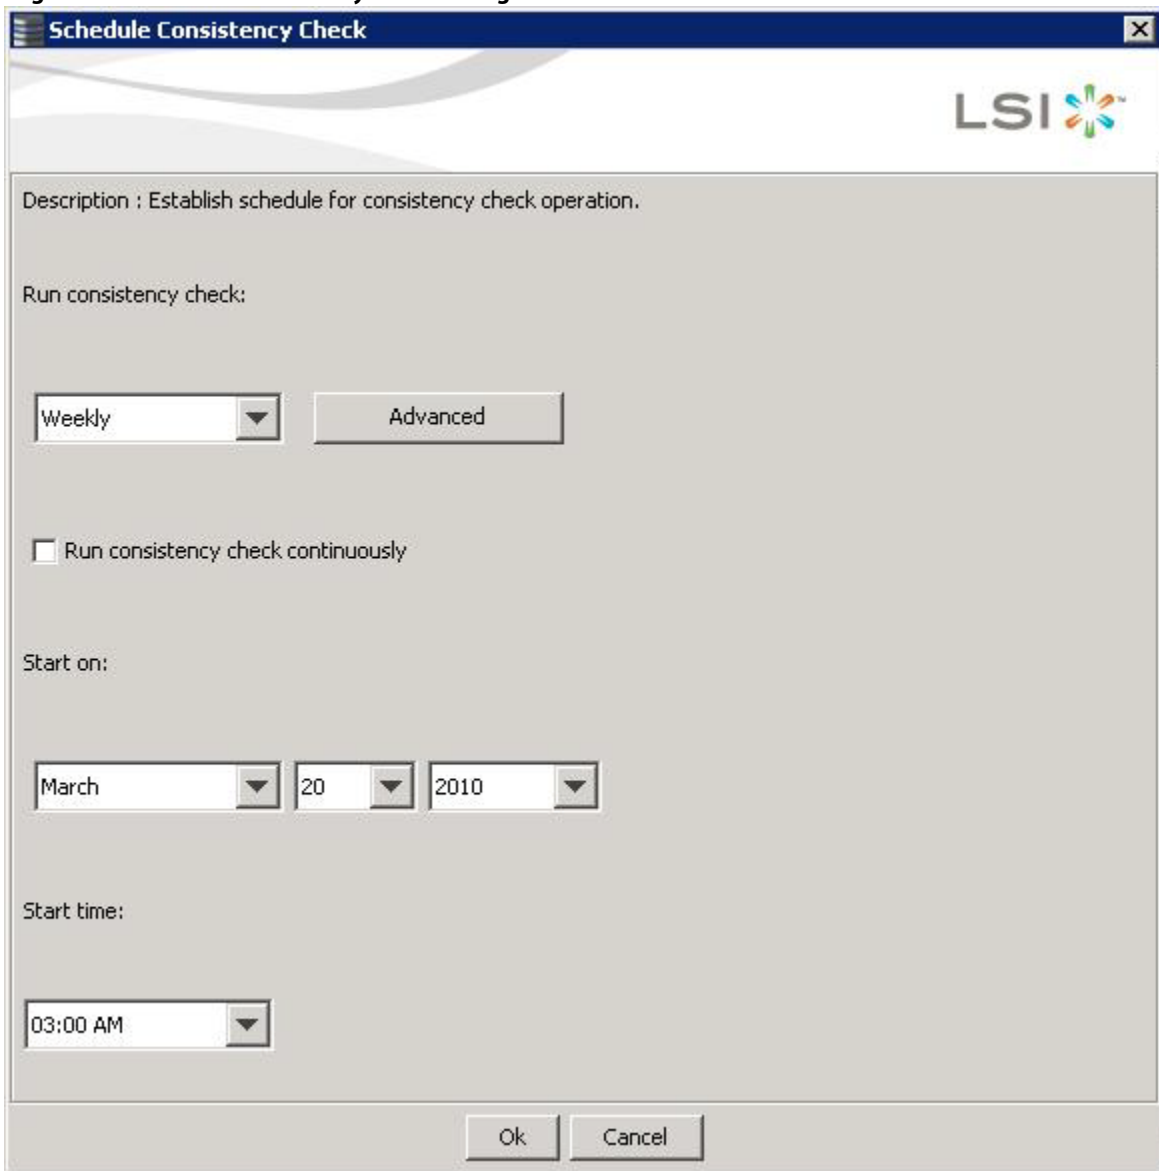 Schedule Consistency Check
LSI
Description : Establish schedule for consistency check operation.
Run consistency check:
Weekly
Advanced
Run consistency check continuously
Start on:
March
20
2010
Start time:
03:00 AM
Ok
Cancel